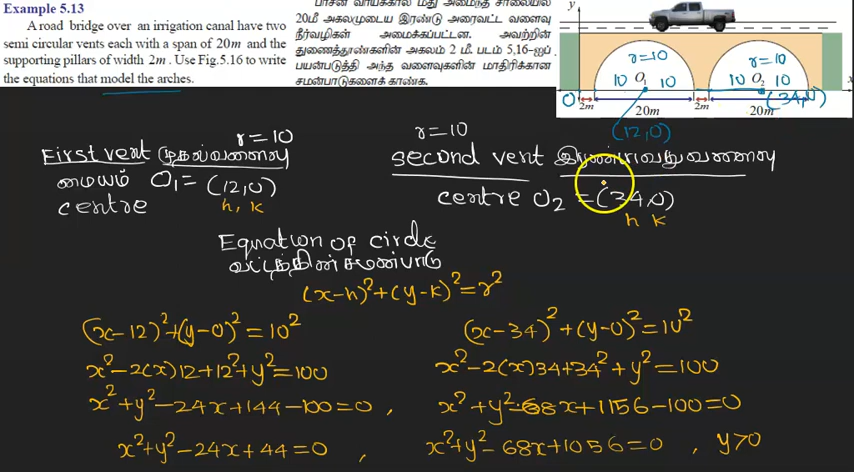 Example 5.13
A road bridge over an irrigation canal have two
semi circular vents each with a span of 20m and the
supporting pillars of width 2m. Use Fig.5.16 to write
the equations that model the arches.
பாசன வாய்க்கால் மீது அமைந்த சாலையில்
20மீ அகலமுடைய இரண்டு அரைவட்ட வளைவு
நீர்வழிகள் அமைக்கப்பட்டன. அவற்றின்
துணைத்தூண்களின் அகலம் 2 மீ. படம் 5,16-ஐப்
பயன்படுத்தி அந்த வளைவுகளின் மாதிரிக்கான
சமன்பாடுகளைக் காண்க.
y
r=10 r=10
10 O₁ 10 10 O₂ 10 x
O (34,0)
2m 20m 2m 20m
(12,0)
r=10 r=10
First vent முதல்வளைவு
மையம் O₁=(12,0)
centre h, k
second vent இரண்டாவதுவளைவு
centre O₂=(34,0)
h k
Equation of circle
வட்டத்தின் சமன்பாடு
(x-h)²+(y-k)²=r²
(x-12)²+(y-0)²=10² (x-34)²+(y-0)²=10²
x²-2(x)12+12²+y²=100 x²-2(x)34+34²+y²=100
x²+y²-24x+144-100=0, x²+y²-68x+1156-100=0
x²+y²-24x+44=0 x²+y²-68x+1056=0, y>0